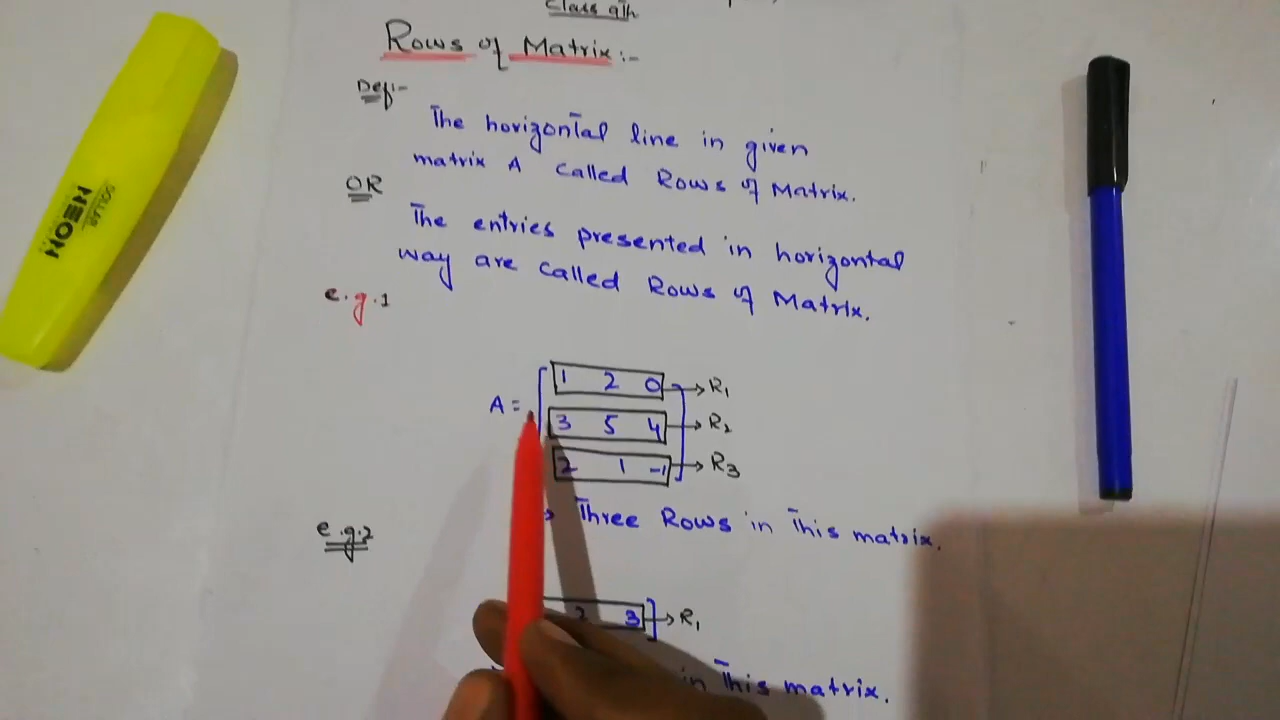 Class 9th
Rows of Matrix:-
Def:-
The horizontal line in given
matrix A called Rows of Matrix.
OR
The entries presented in horizontal
way are called Rows of Matrix.
e.g.1
A = [ 1 2 0 ] → R1
3 5 4 → R2
2 1 -1 → R3
Three Rows in This matrix.
e.g.2
2 3 ] → R1
in This matrix.
DOLLAR
NEON